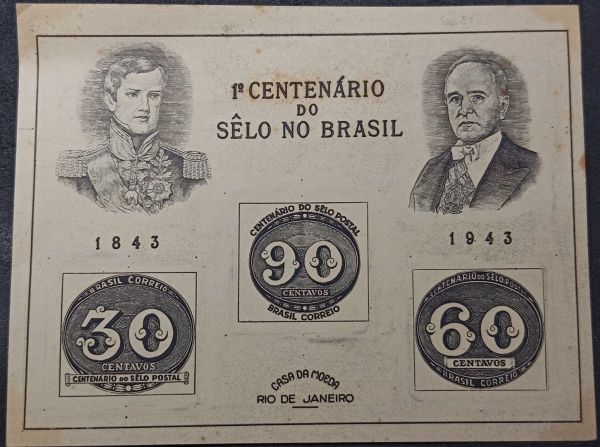 1º CENTENÁRIO
DO
SÊLO NO BRASIL
1843
1943
CENTENÁRIO DO SÊLO POSTAL
90
CENTAVOS
BRASIL CORREIO
BRASIL CORREIO
30
CENTAVOS
CENTENÁRIO DO SÊLO POSTAL
CENTENARIO DO SÊLO POSTAL
60
CENTAVOS
BRASIL CORREIO
CASA DA MOEDA
RIO DE JANEIRO